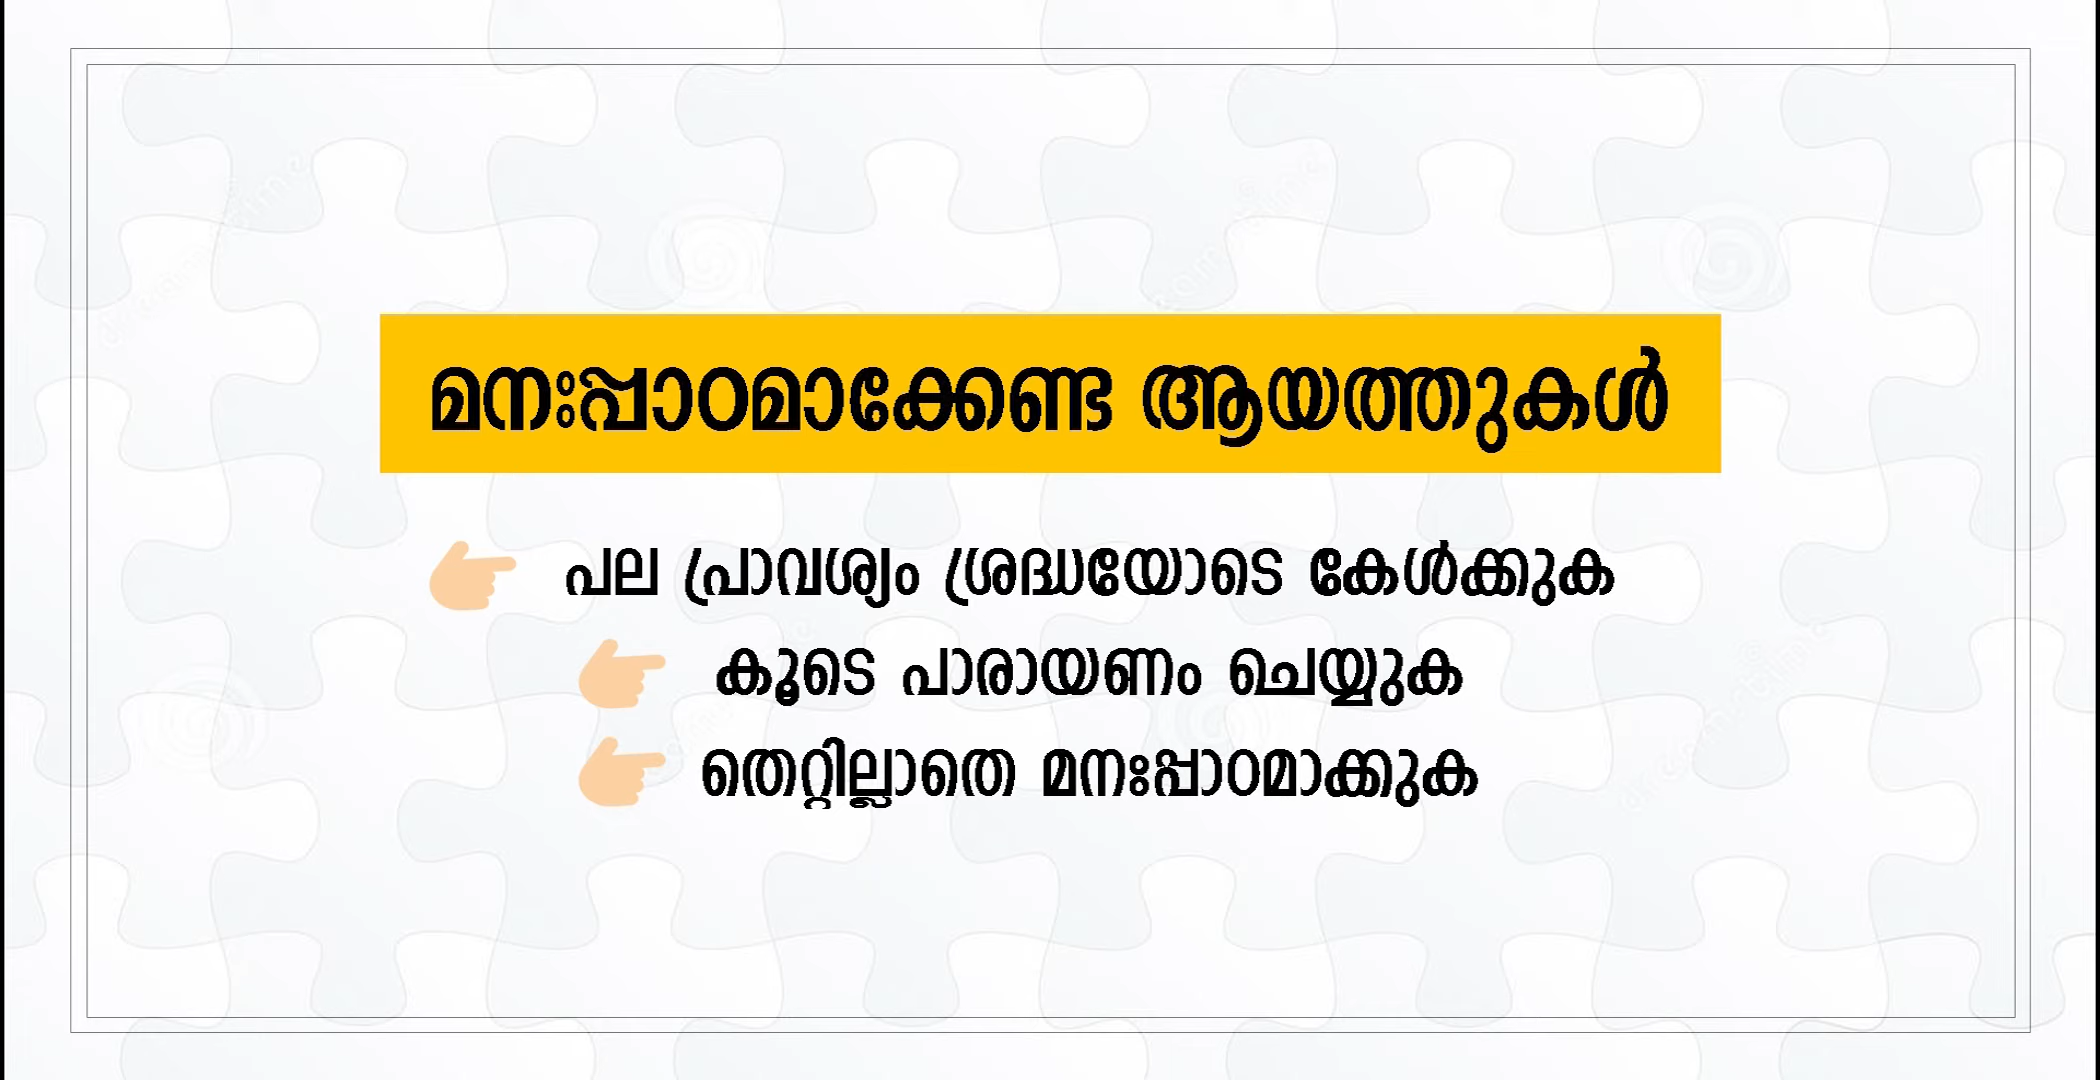 മനഃപ്പാഠമാക്കേണ്ട ആയത്തുകൾ
പല പ്രാവശ്യം ശ്രദ്ധയോടെ കേൾക്കുക
കൂടെ പാരായണം ചെയ്യുക
തെറ്റില്ലാതെ മനഃപ്പാഠമാക്കുക